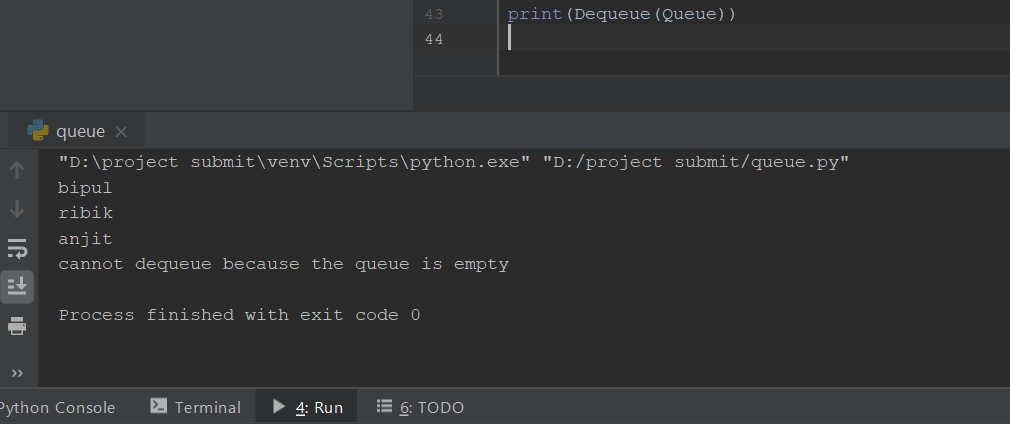 43 print(Dequeue(Queue))
44
queue
"D:\project submit\venv\Scripts\python.exe" "D:/project submit/queue.py"
bipul
ribik
anjit
cannot dequeue because the queue is empty
Process finished with exit code 0
Python Console Terminal 4: Run 6: TODO